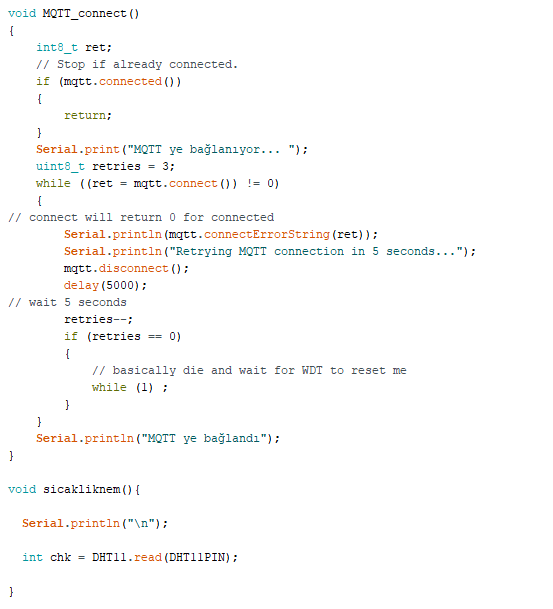 void MQTT_connect()
{
    int8_t ret;
    // Stop if already connected.
    if (mqtt.connected())
    {
        return;
    }
    Serial.print("MQTT ye bağlanıyor... ");
    uint8_t retries = 3;
    while ((ret = mqtt.connect()) != 0)
    {
// connect will return 0 for connected
        Serial.println(mqtt.connectErrorString(ret));
        Serial.println("Retrying MQTT connection in 5 seconds...");
        mqtt.disconnect();
        delay(5000);
// wait 5 seconds
        retries--;
        if (retries == 0)
        {
            // basically die and wait for WDT to reset me
            while (1) ;
        }
    }
    Serial.println("MQTT ye bağlandı");
}

void sicakliknem(){

  Serial.println("\n");

  int chk = DHT11.read(DHT11PIN);

}